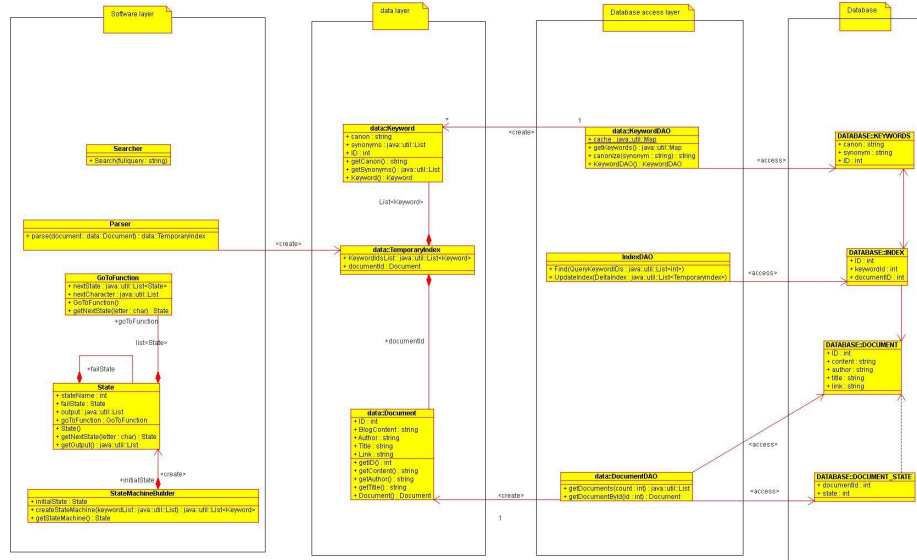 Software layer
data layer
Database access layer
Database
Searcher
+ Search(fullquery : string)
Parser
+ parse(document : data::Document) : data::TemporaryIndex
<create>
GoToFunction
+ nextState : java::util::List<State>
+ nextCharacter : java::util::List
+ GoToFunction()
+ getNextState(letter : char) : State
+goToFunction
list<State>
+failState
State
+ stateName : int
+ failState : State
+ output : java::util::List
+ goToFunction : GoToFunction
+ State()
+ getNextState(letter : char) : State
+ getOutput() : java::util::List
<create>
+initialState
StateMachineBuilder
+ initialState : State
+ createStateMachine(keywordList : java::util::List) : java::util::List<Keyword>
+ getStateMachine() : State
data::Keyword
+ canon : string
+ synonyms : java::util::List
+ ID : int
+ getCanon() : string
+ getSynonyms() : java::util::List
+ Keyword() : Keyword
*
1
<create>
List<Keyword>
data::TemporaryIndex
+ KeywordIdsList : java::util::List<Keyword>
+ documentId : Document
+documentId
data::Document
+ ID : int
+ BlogContent : string
+ Author : string
+ Title : string
+ Link : string
+ getID() : int
+ getContent() : string
+ getAuthor() : string
+ getTitle() : string
+ Document() : Document
<create>
1
data::KeywordDAO
+ cache : java::util::Map
+ getKeywords() : java::util::Map
+ canonize(synonym : string) : string
+ KeywordDAO() : KeywordDAO
<access>
IndexDAO
+ Find(QueryKeywordIDs : java::util::List<int>)
+ UpdateIndex(DeltaIndex : java::util::List<TemporaryIndex>)
<access>
data::DocumentDAO
+ getDocuments(count : int) : java::util::List
+ getDocumentById(id : int) : Document
<access>
<access>
DATABASE::KEYWORDS
+ canon : string
+ synonym : string
+ ID : int
DATABASE::INDEX
+ ID : int
+ keywordId : int
+ documentID : int
DATABASE::DOCUMENT
+ ID : int
+ content : string
+ author : string
+ title : string
+ link : string
DATABASE::DOCUMENT_STATE
+ documentId : int
+ state : int